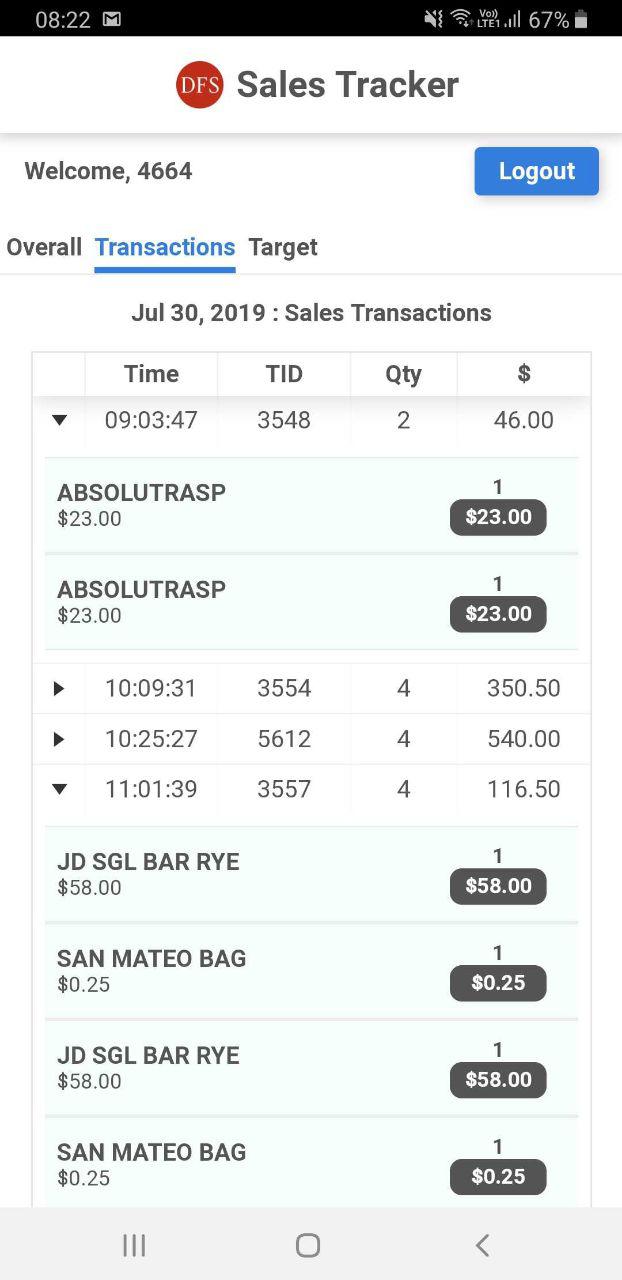 08:22 Vo)) LTE1 67%
DFS Sales Tracker
Welcome, 4664 Logout
Overall Transactions Target
Jul 30, 2019 : Sales Transactions
Time TID Qty $
09:03:47 3548 2 46.00
ABSOLUTRASP 1
$23.00 $23.00
ABSOLUTRASP 1
$23.00 $23.00
10:09:31 3554 4 350.50
10:25:27 5612 4 540.00
11:01:39 3557 4 116.50
JD SGL BAR RYE 1
$58.00 $58.00
SAN MATEO BAG 1
$0.25 $0.25
JD SGL BAR RYE 1
$58.00 $58.00
SAN MATEO BAG 1
$0.25 $0.25